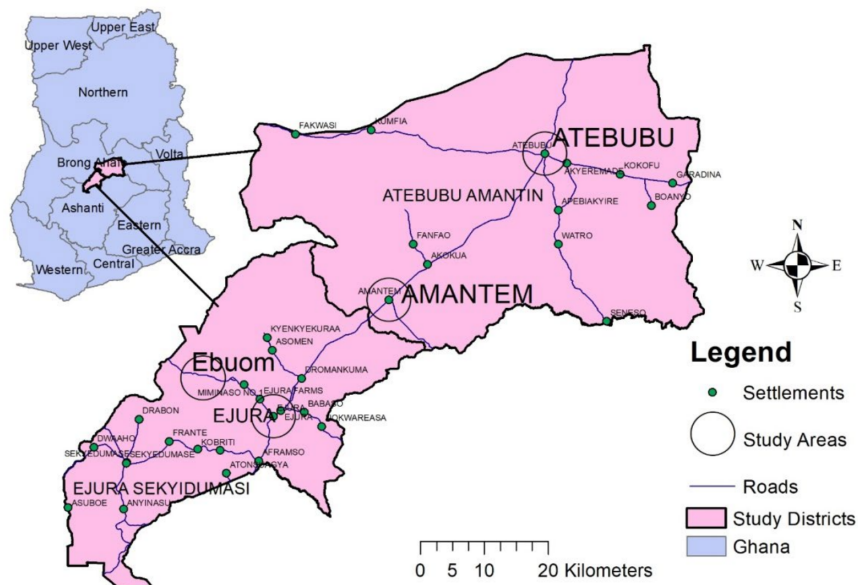 Upper East
Upper West
Northern
Brong Ahafo
Volta
Ashanti
Eastern
Greater Accra
Central
Western
FAKWASI
KUMFIA
ATEBUBU
ATEBUBU
AKYEREMADE
KOKOFU
GARADINA
BOANYO
ATEBUBU AMANTIN
APEBIAKYIRE
FANFAO
WATRO
AKOKUA
AMANTEM
AMANTEM
SENESO
N
W
E
S
KYENKYEKURAA
ASOMEN
Ebuom
DROMANKUMA
MIMINASO NO.1
EJURA FARMS
EJURA
EJURA
EJURA
BABASO
NOKWAREASA
DRABON
DWAAHO
FRANTE
KOBRITI
SEKYEDUMASE
SEKYEDUMASE
AFRAMSO
EJURA SEKYIDUMASI
ASUBOE
ANYINASU
Legend
Settlements
Study Areas
Roads
Study Districts
Ghana
0 5 10 20 Kilometers